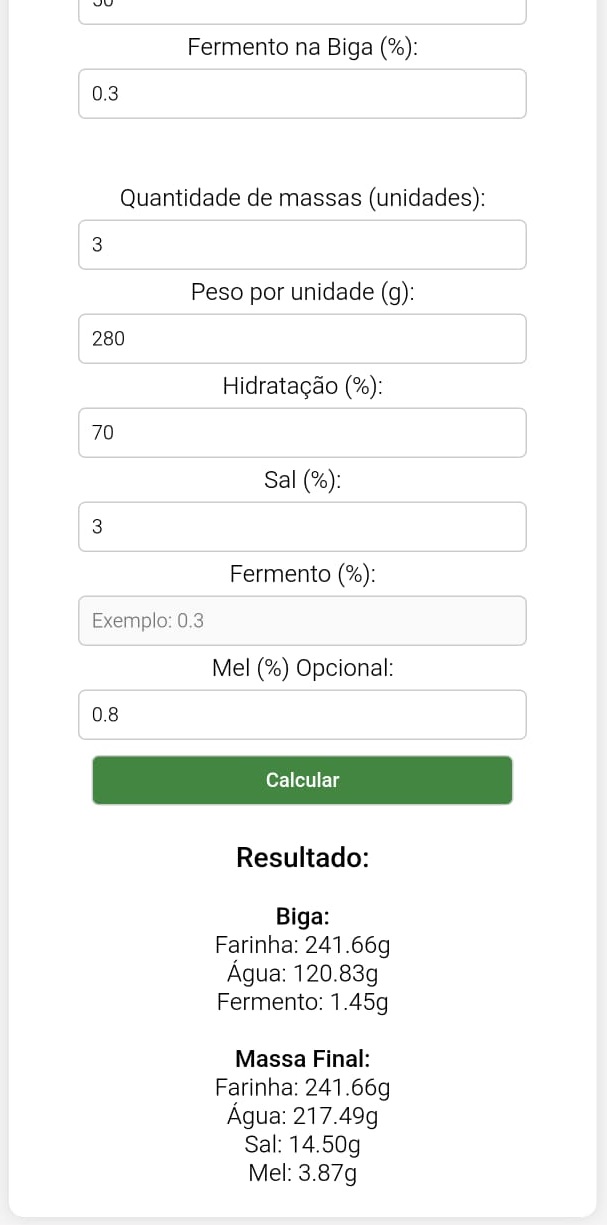 Fermento na Biga (%):
0.3
Quantidade de massas (unidades):
3
Peso por unidade (g):
280
Hidratação (%):
70
Sal (%):
3
Fermento (%):
Exemplo: 0.3
Mel (%) Opcional:
0.8
Calcular
Resultado:
Biga:
Farinha: 241.66g
Água: 120.83g
Fermento: 1.45g
Massa Final:
Farinha: 241.66g
Água: 217.49g
Sal: 14.50g
Mel: 3.87g